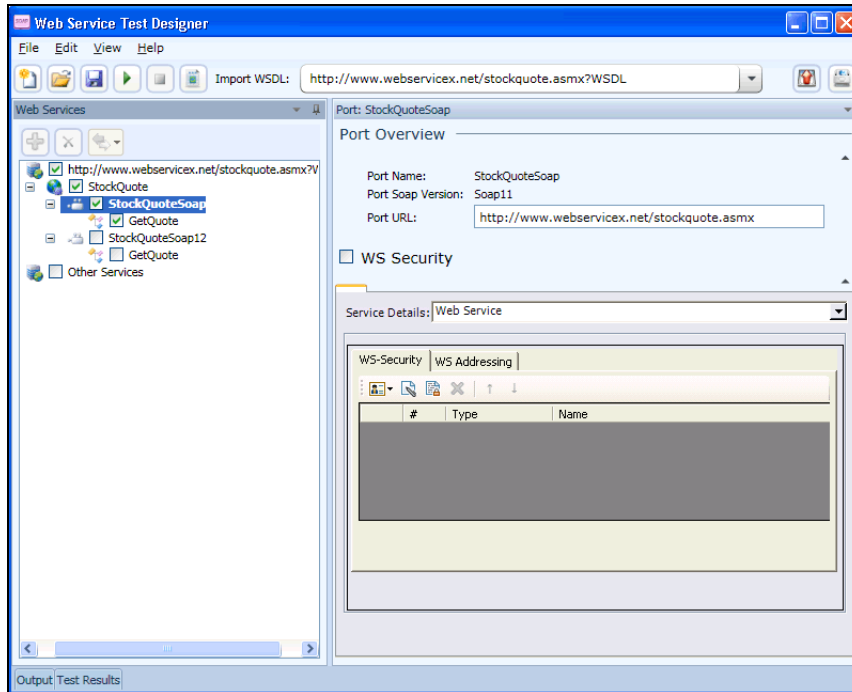 Web Service Test Designer
File Edit View Help
Import WSDL: http://www.webservicex.net/stockquote.asmx?WSDL
Web Services
http://www.webservicex.net/stockquote.asmx?V
StockQuote
StockQuoteSoap
GetQuote
StockQuoteSoap12
GetQuote
Other Services
Port: StockQuoteSoap
Port Overview
Port Name: StockQuoteSoap
Port Soap Version: Soap11
Port URL: http://www.webservicex.net/stockquote.asmx
WS Security
Service Details: Web Service
WS-Security WS Addressing
# Type Name
Output Test Results